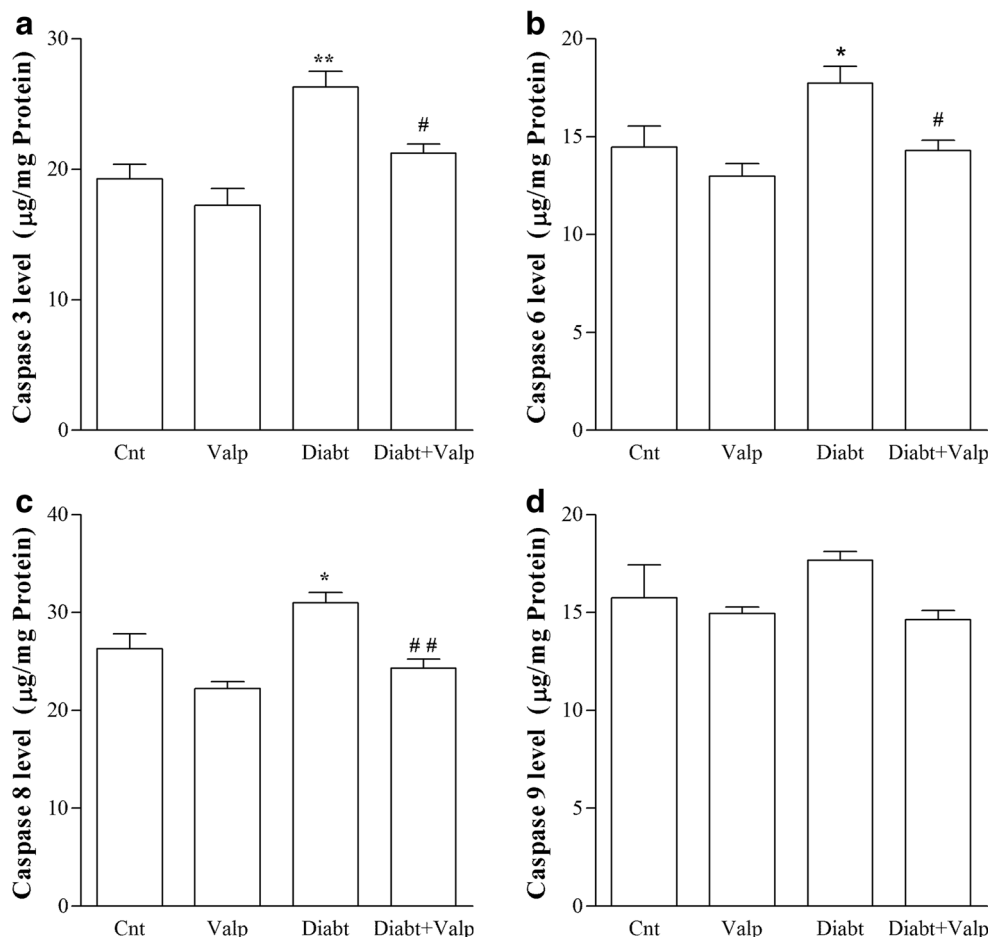 a
Caspase 3 level (μg/mg Protein)
30
20
10
0
**
#
Cnt Valp Diabt Diabt+Valp
b
Caspase 6 level (μg/mg Protein)
20
15
10
5
0
*
#
Cnt Valp Diabt Diabt+Valp
c
Caspase 8 level (μg/mg Protein)
40
30
20
10
0
*
# #
Cnt Valp Diabt Diabt+Valp
d
Caspase 9 level (μg/mg Protein)
20
15
10
5
0
Cnt Valp Diabt Diabt+Valp